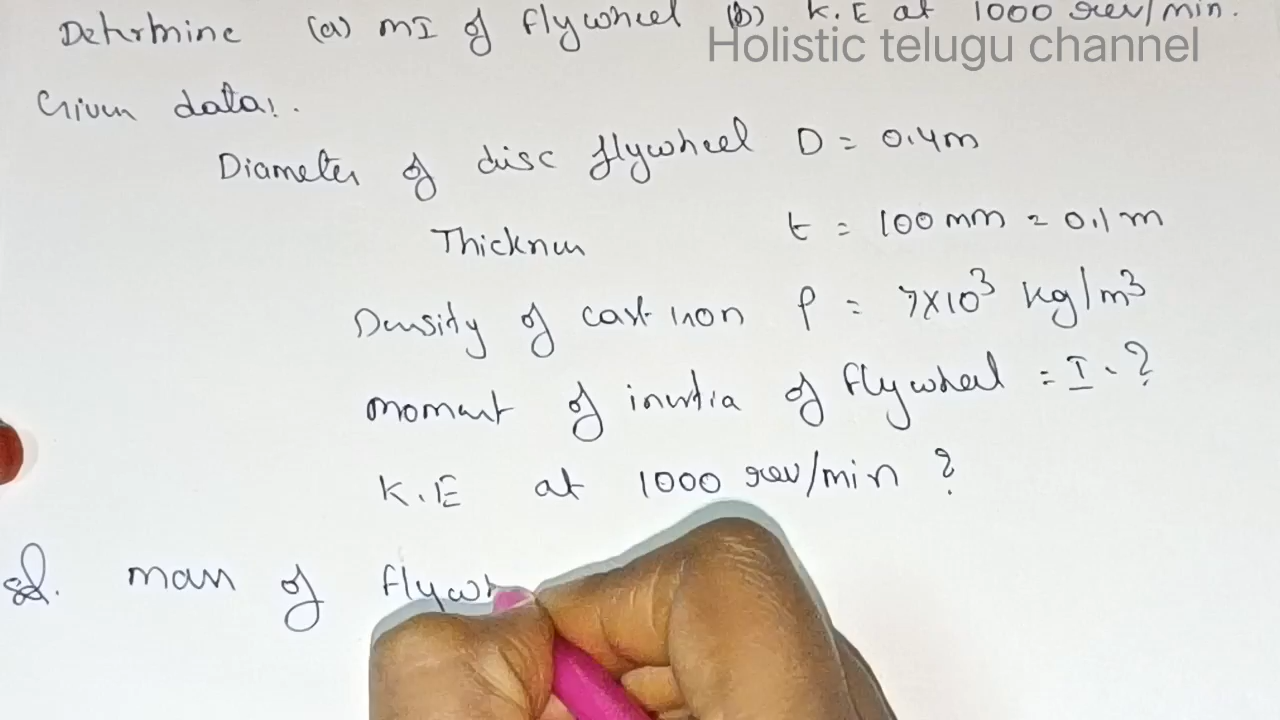 Determine (a) MI of flywheel (b) K.E at 1000 rev/min.
Holistic telugu channel
Given data:.
Diameter of disc flywheel D = 0.4m
Thickness t = 100 mm = 0.1 m
Density of cast iron ρ = 7X10³ kg/m³
Moment of inertia of flywheel = I. ?
K.E at 1000 rev/min ?
sol. mass of flywh